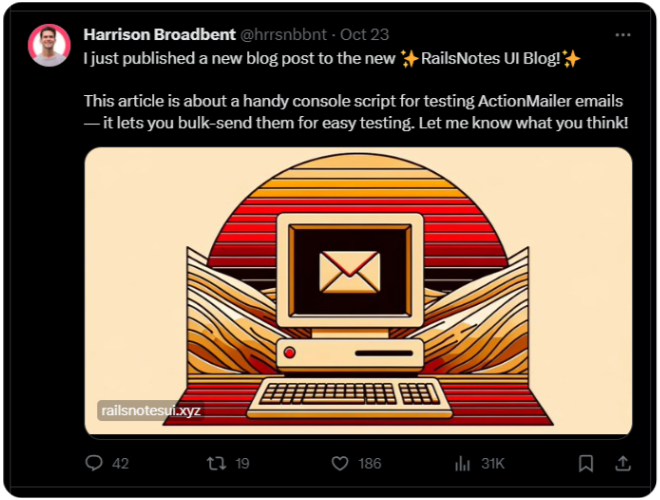 Harrison Broadbent @hrrsnbbnt · Oct 23
I just published a new blog post to the new ✨RailsNotes UI Blog!✨
This article is about a handy console script for testing ActionMailer emails
— it lets you bulk-send them for easy testing. Let me know what you think!
railsnotesui.xyz
42 19 186 31K